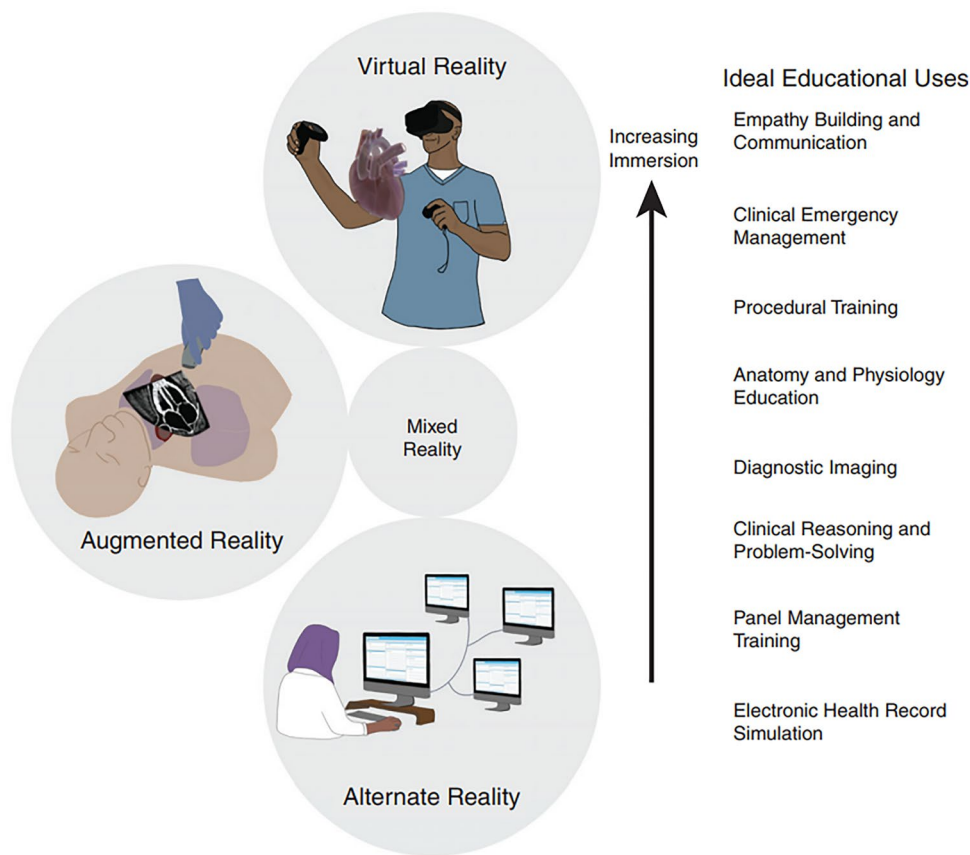 Virtual Reality
Augmented Reality
Mixed
Reality
Alternate Reality
Increasing
Immersion
Ideal Educational Uses
Empathy Building and
Communication
Clinical Emergency
Management
Procedural Training
Anatomy and Physiology
Education
Diagnostic Imaging
Clinical Reasoning and
Problem-Solving
Panel Management
Training
Electronic Health Record
Simulation